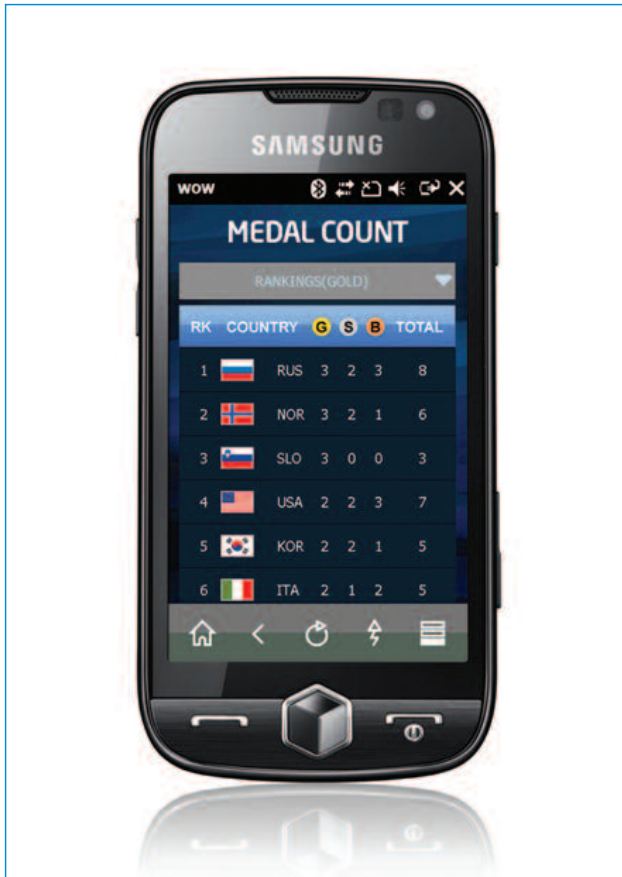 SAMSUNG
WOW
MEDAL COUNT
RANKINGS(GOLD)
RK COUNTRY G S B TOTAL
1 RUS 3 2 3 8
2 NOR 3 2 1 6
3 SLO 3 0 0 3
4 USA 2 2 3 7
5 KOR 2 2 1 5
6 ITA 2 1 2 5